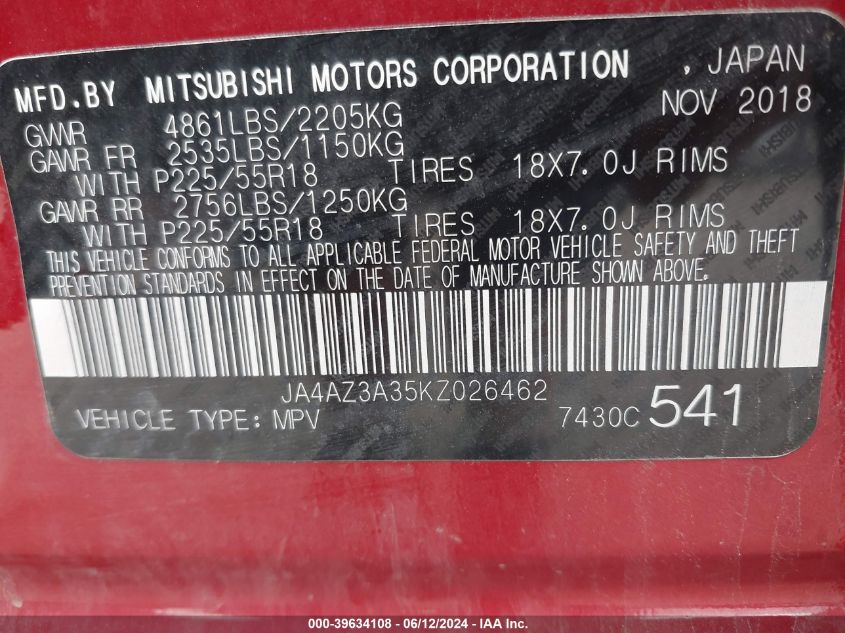 MFD.BY MITSUBISHI MOTORS CORPORATION , JAPAN
NOV 2018
GVWR 4861LBS/2205KG
GAWR FR 2535LBS/1150KG
WITH P225/55R18 TIRES 18X7.0J RIMS
GAWR RR 2756LBS/1250KG
WITH P225/55R18 TIRES 18X7.0J RIMS
THIS VEHICLE CONFORMS TO ALL APPLICABLE FEDERAL MOTOR VEHICLE SAFETY AND THEFT
PREVENTION STANDARDS IN EFFECT ON THE DATE OF MANUFACTURE SHOWN ABOVE.
JA4AZ3A35KZ026462
VEHICLE TYPE: MPV 7430C 541
000-39634108 - 06/12/2024 - IAA Inc.